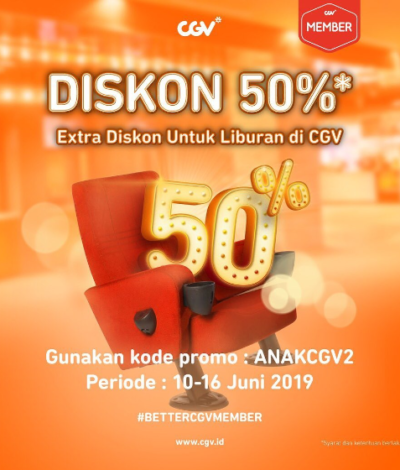 CGV
CGV
MEMBER
DISKON 50%*
Extra Diskon Untuk Liburan di CGV
50%
Gunakan kode promo : ANAKCGV2
Periode : 10-16 Juni 2019
#BETTERCGVMEMBER
www.cgv.id